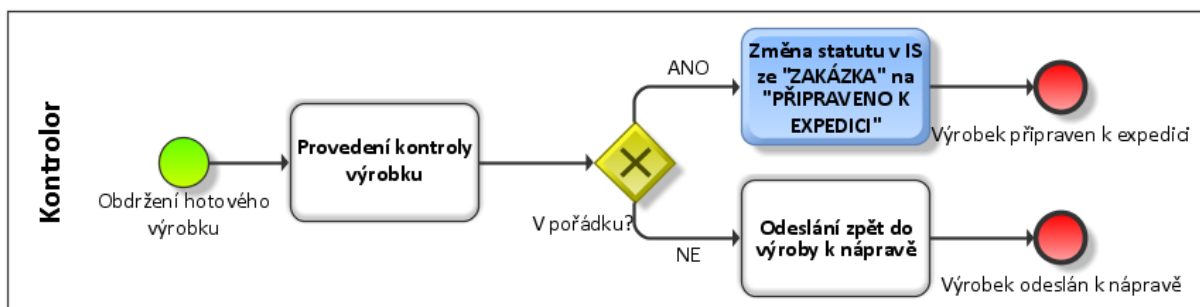 Kontrolor
Obdržení hotového
výrobku
Provedení kontroly
výrobku
V pořádku?
ANO
Změna statutu v IS
ze "ZAKÁZKA" na
"PŘIPRAVENO K
EXPEDICI"
Výrobek připraven k expedici
NE
Odeslání zpět do
výroby k nápravě
Výrobek odeslán k nápravě